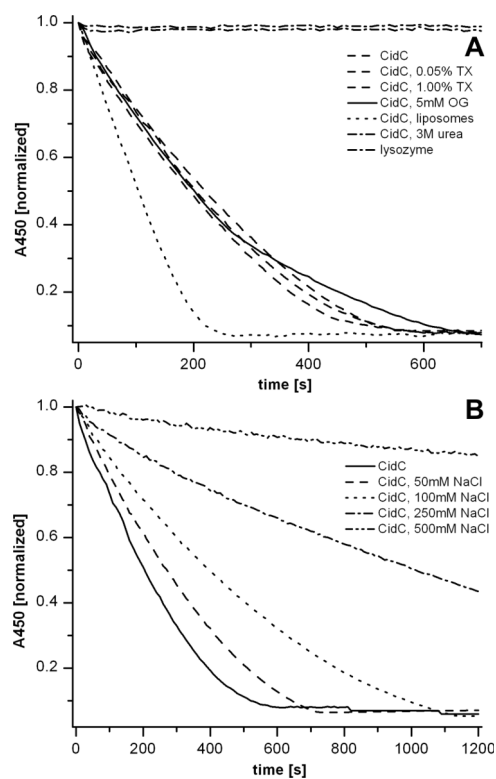 1.0
0.8
0.6
0.4
0.2
A450 [normalized]
A
CidC
CidC, 0.05% TX
CidC, 1.00% TX
CidC, 5mM OG
CidC, liposomes
CidC, 3M urea
lysozyme
0 200 400 600
time [s]
1.0
0.8
0.6
0.4
0.2
A450 [normalized]
B
CidC
CidC, 50mM NaCl
CidC, 100mM NaCl
CidC, 250mM NaCl
CidC, 500mM NaCl
0 200 400 600 800 1000 1200
time [s]